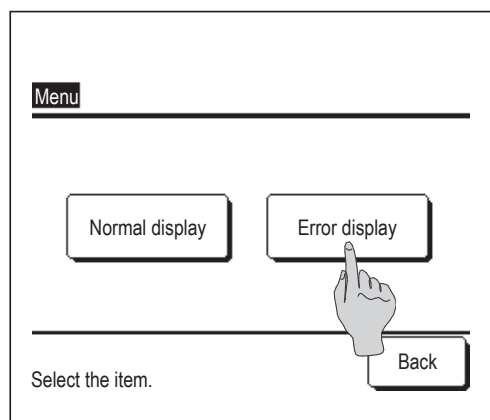 Menu
Normal display
Error display
Select the item.
Back